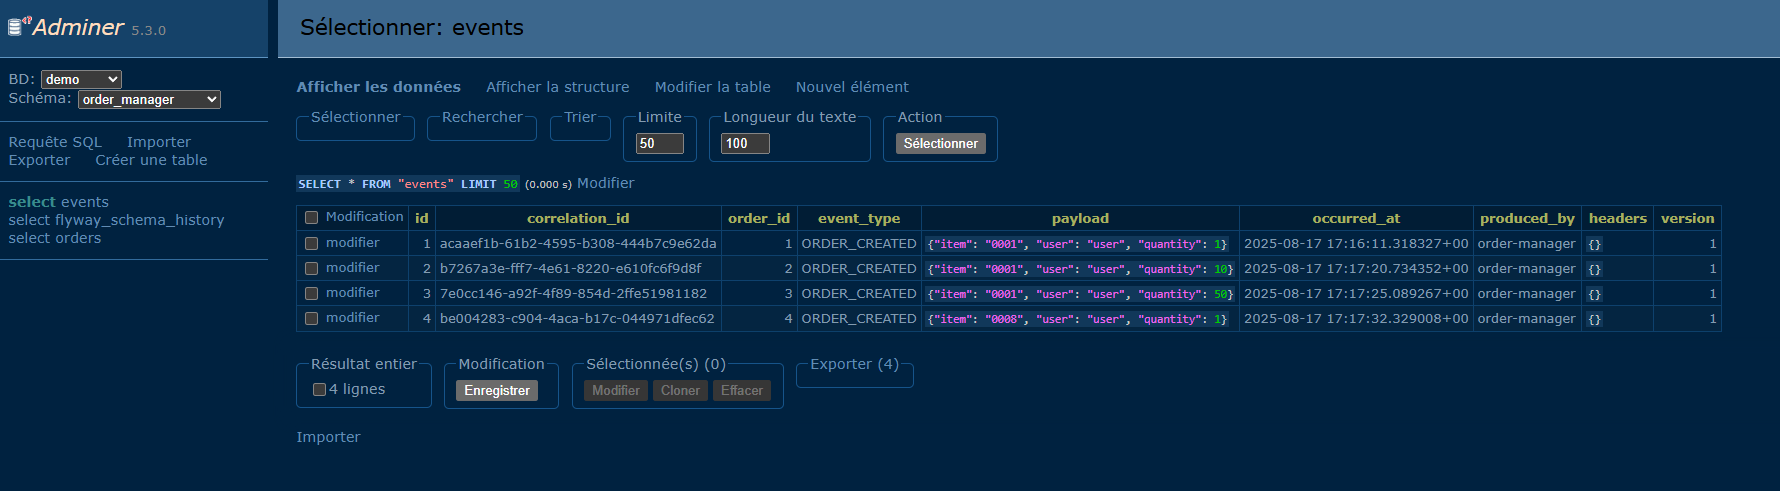 Adminer 5.3.0
BD: demo
Schéma: order_manager
Requête SQL Importer
Exporter Créer une table
select events
select flyway_schema_history
select orders
Sélectionner: events
Afficher les données Afficher la structure Modifier la table Nouvel élément
Sélectionner Rechercher Trier Limite Longueur du texte Action
50 100 Sélectionner
SELECT * FROM "events" LIMIT 50 (0.000 s) Modifier
Modification id correlation_id order_id event_type payload occurred_at produced_by headers version
modifier 1 acaaef1b-61b2-4595-b308-444b7c9e62da 1 ORDER_CREATED {"item": "0001", "user": "user", "quantity": 1} 2025-08-17 17:16:11.318327+00 order-manager {} 1
modifier 2 b7267a3e-fff7-4e61-8220-e610fc6f9d8f 2 ORDER_CREATED {"item": "0001", "user": "user", "quantity": 10} 2025-08-17 17:17:20.734352+00 order-manager {} 1
modifier 3 7e0cc146-a92f-4f89-854d-2ffe51981182 3 ORDER_CREATED {"item": "0001", "user": "user", "quantity": 50} 2025-08-17 17:17:25.089267+00 order-manager {} 1
modifier 4 be004283-c904-4aca-b17c-044971dfec62 4 ORDER_CREATED {"item": "0008", "user": "user", "quantity": 1} 2025-08-17 17:17:32.329008+00 order-manager {} 1
Résultat entier Modification Sélectionnée(s) (0) Exporter (4)
4 lignes Enregistrer Modifier Cloner Effacer
Importer